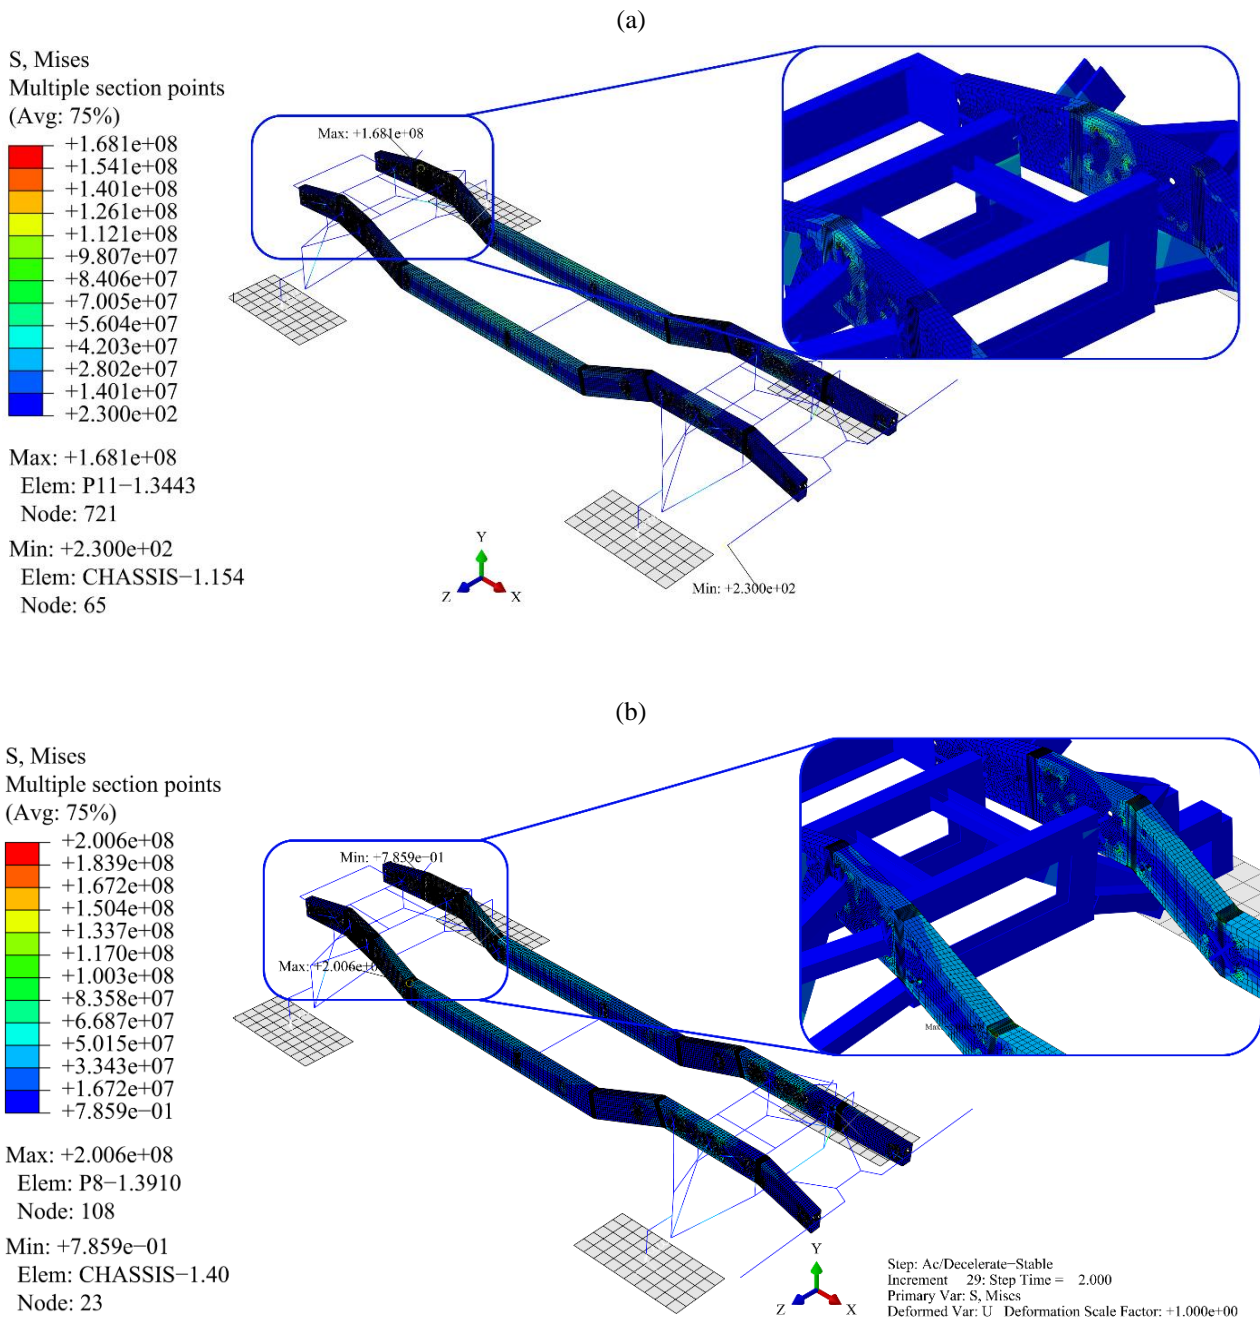 (a)
S, Mises
Multiple section points
(Avg: 75%)
+1.681e+08
+1.541e+08
+1.401e+08
+1.261e+08
+1.121e+08
+9.807e+07
+8.406e+07
+7.005e+07
+5.604e+07
+4.203e+07
+2.802e+07
+1.401e+07
+2.300e+02
Max: +1.681e+08
Elem: P11−1.3443
Node: 721
Min: +2.300e+02
Elem: CHASSIS−1.154
Node: 65
Max: +1.681e+08
Y
Z
X
Min: +2.300e+02
(b)
S, Mises
Multiple section points
(Avg: 75%)
+2.006e+08
+1.839e+08
+1.672e+08
+1.504e+08
+1.337e+08
+1.170e+08
+1.003e+08
+8.358e+07
+6.687e+07
+5.015e+07
+3.343e+07
+1.672e+07
+7.859e−01
Max: +2.006e+08
Elem: P8−1.3910
Node: 108
Min: +7.859e−01
Elem: CHASSIS−1.40
Node: 23
Min: +7.859e−01
Max: +2.006e+0
Y
Z
X
Step: Ac/Decelerate−Stable
Increment 29: Step Time = 2.000
Primary Var: S, Mises
Deformed Var: U Deformation Scale Factor: +1.000e+00